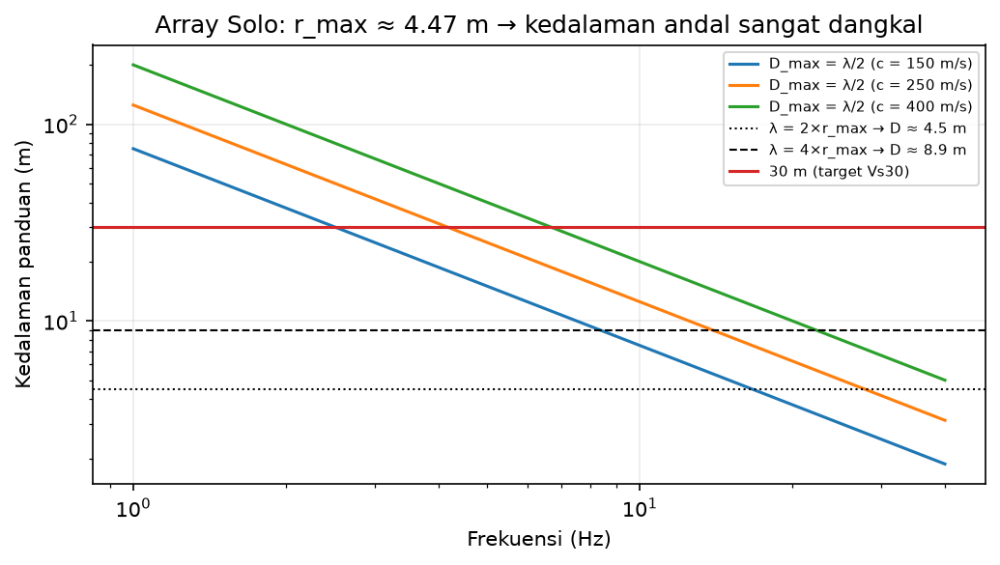 Array Solo: r_max ≈ 4.47 m → kedalaman andal sangat dangkal
D_max = λ/2 (c = 150 m/s)
D_max = λ/2 (c = 250 m/s)
D_max = λ/2 (c = 400 m/s)
λ = 2×r_max → D ≈ 4.5 m
λ = 4×r_max → D ≈ 8.9 m
30 m (target Vs30)
Kedalaman panduan (m)
10²
10¹
10⁰ 10¹
Frekuensi (Hz)